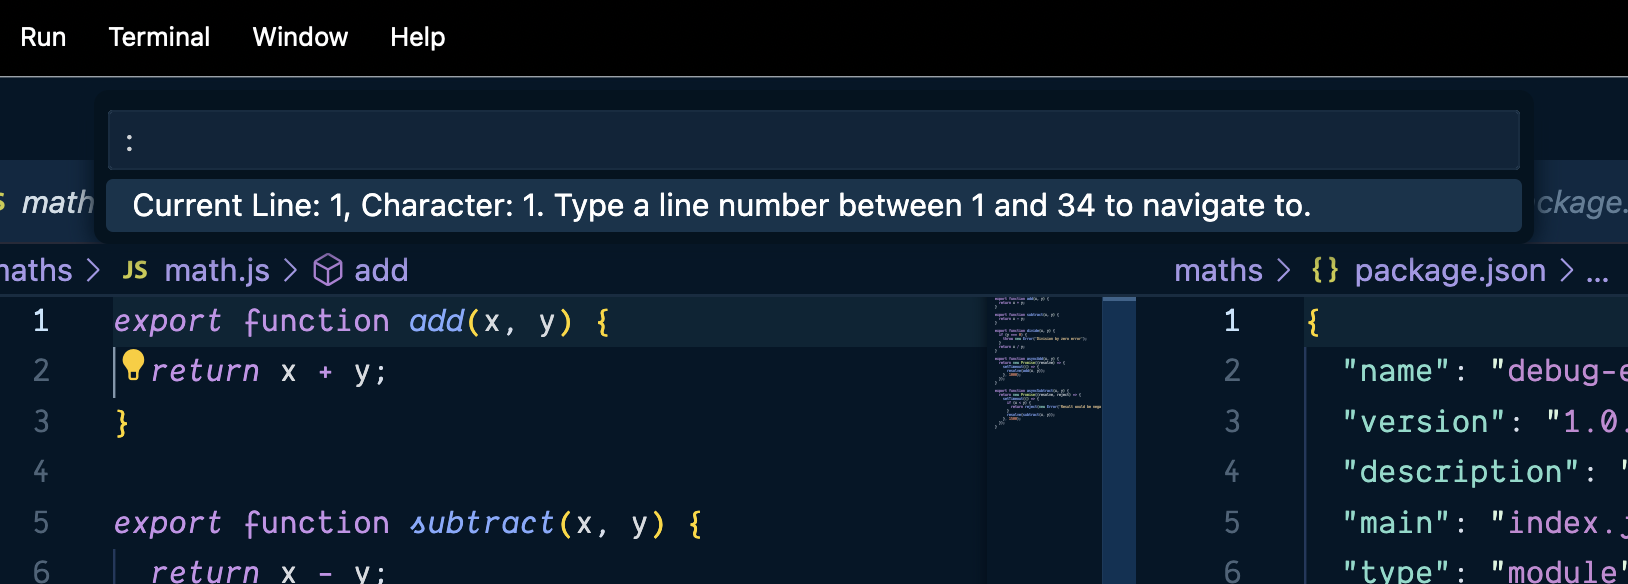 Run Terminal Window Help
:
Current Line: 1, Character: 1. Type a line number between 1 and 34 to navigate to.
math
ckage.
maths > JS math.js > add
1 export function add(x, y) {
2 return x + y;
3 }
4
5 export function subtract(x, y) {
6 return x - y;
maths > {} package.json > ...
1 {
2 "name": "debug-e
3 "version": "1.0.
4 "description": "
5 "main": "index.j
6 "type": "module"